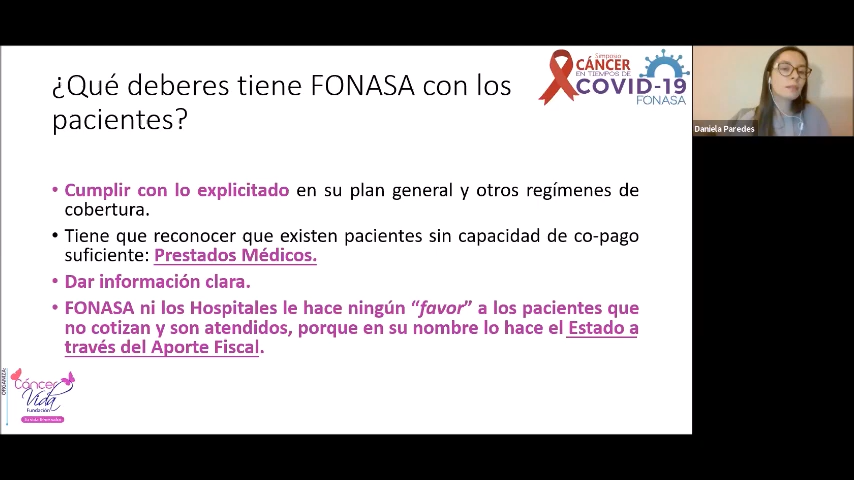 ¿Qué deberes tiene FONASA con los
pacientes?
Simposio
CÁNCER
EN TIEMPOS DE
COVID-19
FONASA
Daniela Paredes
• Cumplir con lo explicitado en su plan general y otros regímenes de
cobertura.
• Tiene que reconocer que existen pacientes sin capacidad de co-pago
suficiente: Prestados Médicos.
• Dar información clara.
• FONASA ni los Hospitales le hace ningún “favor” a los pacientes que
no cotizan y son atendidos, porque en su nombre lo hace el Estado a
través del Aporte Fiscal.
ORGANIZA:
Cáncer
Vida
Fundación